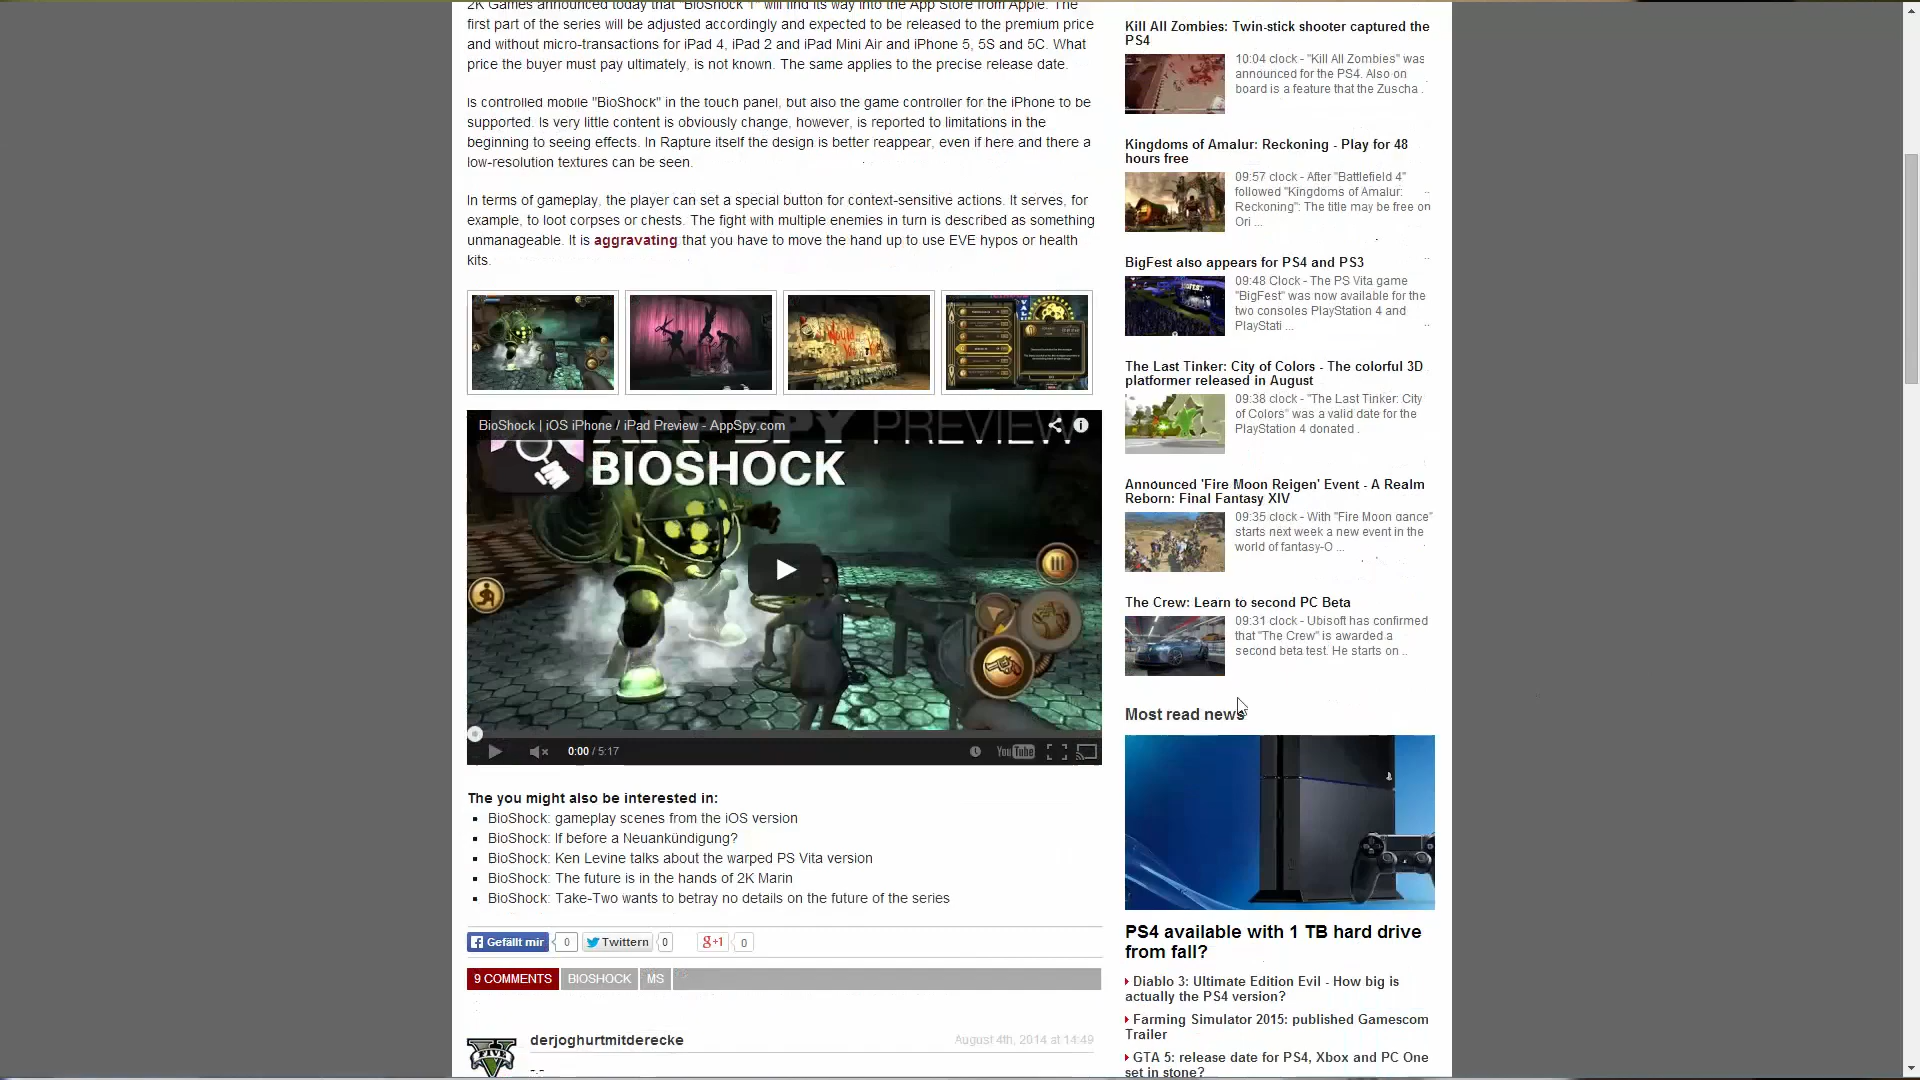 2K Games announced today that "BioShock 1" will find its way into the App Store from Apple. The
first part of the series will be adjusted accordingly and expected to be released to the premium price
and without micro-transactions for iPad 4, iPad 2 and iPad Mini Air and iPhone 5, 5S and 5C. What
price the buyer must pay ultimately, is not known. The same applies to the precise release date.
Is controlled mobile "BioShock" in the touch panel, but also the game controller for the iPhone to be
supported. Is very little content is obviously change, however, is reported to limitations in the
beginning to seeing effects. In Rapture itself the design is better reappear, even if here and there a
low-resolution textures can be seen.
In terms of gameplay, the player can set a special button for context-sensitive actions. It serves, for
example, to loot corpses or chests. The fight with multiple enemies in turn is described as something
unmanageable. It is aggravating that you have to move the hand up to use EVE hypos or health
kits.
APP SPY PREVIEW
BioShock | iOS iPhone / iPad Preview - AppSpy.com
BIOSHOCK
0:00 / 5:17
YouTube
The you might also be interested in:
BioShock: gameplay scenes from the iOS version
BioShock: If before a Neuankündigung?
BioShock: Ken Levine talks about the warped PS Vita version
BioShock: The future is in the hands of 2K Marin
BioShock: Take-Two wants to betray no details on the future of the series
Gefällt mir 0 Twittern 0 g+1 0
9 COMMENTS BIOSHOCK MS
derjoghurtmitderecke August 4th, 2014 at 14:49
FIVE
-.-
Kill All Zombies: Twin-stick shooter captured the
PS4
10:04 clock - "Kill All Zombies" was
announced for the PS4. Also on
board is a feature that the Zuscha .
Kingdoms of Amalur: Reckoning - Play for 48
hours free
09:57 clock - After "Battlefield 4"
followed "Kingdoms of Amalur:
Reckoning": The title may be free on
Ori ...
BigFest also appears for PS4 and PS3
09:48 Clock - The PS Vita game
"BigFest" was now available for the
two consoles PlayStation 4 and
PlayStati ...
The Last Tinker: City of Colors - The colorful 3D
platformer released in August
09:38 clock - "The Last Tinker: City
of Colors" was a valid date for the
PlayStation 4 donated .
Announced 'Fire Moon Reigen' Event - A Realm
Reborn: Final Fantasy XIV
09:35 clock - With "Fire Moon dance"
starts next week a new event in the
world of fantasy-O ...
The Crew: Learn to second PC Beta
09:31 clock - Ubisoft has confirmed
that "The Crew" is awarded a
second beta test. He starts on ..
Most read news
PS4 available with 1 TB hard drive
from fall?
Diablo 3: Ultimate Edition Evil - How big is
actually the PS4 version?
Farming Simulator 2015: published Gamescom
Trailer
GTA 5: release date for PS4, Xbox and PC One
set in stone?